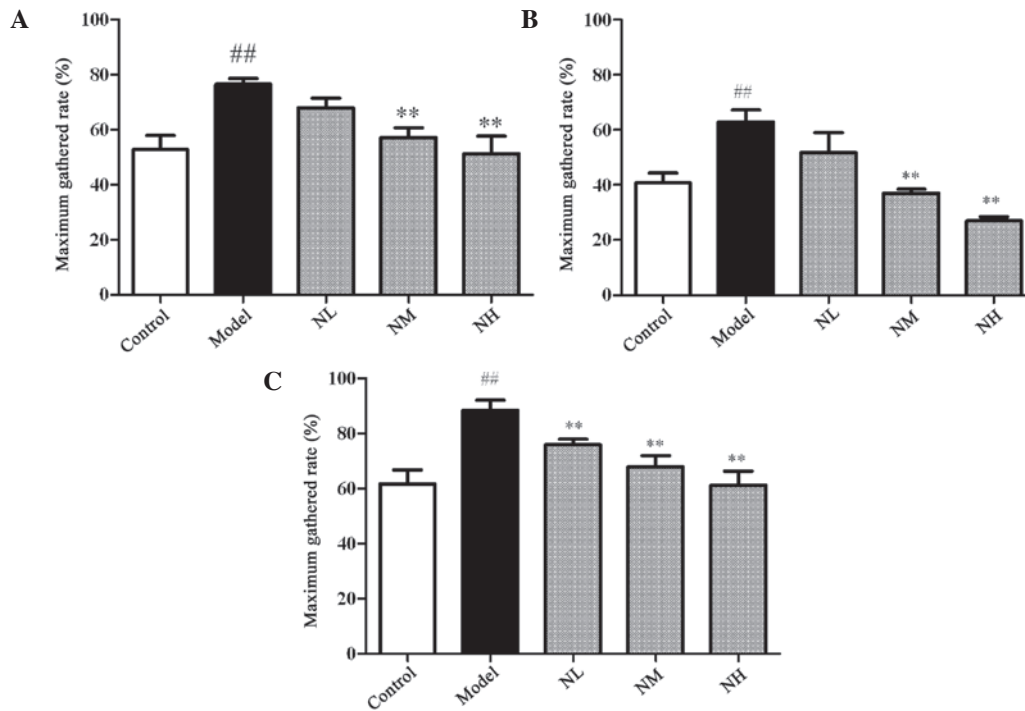 A
Maximum gathered rate (%)
100
80
60
40
20
0
##
**
**
Control
Model
NL
NM
NH
B
Maximum gathered rate (%)
100
80
60
40
20
0
##
**
**
Control
Model
NL
NM
NH
C
Maximum gathered rate (%)
100
80
60
40
20
0
##
**
**
**
Control
Model
NL
NM
NH